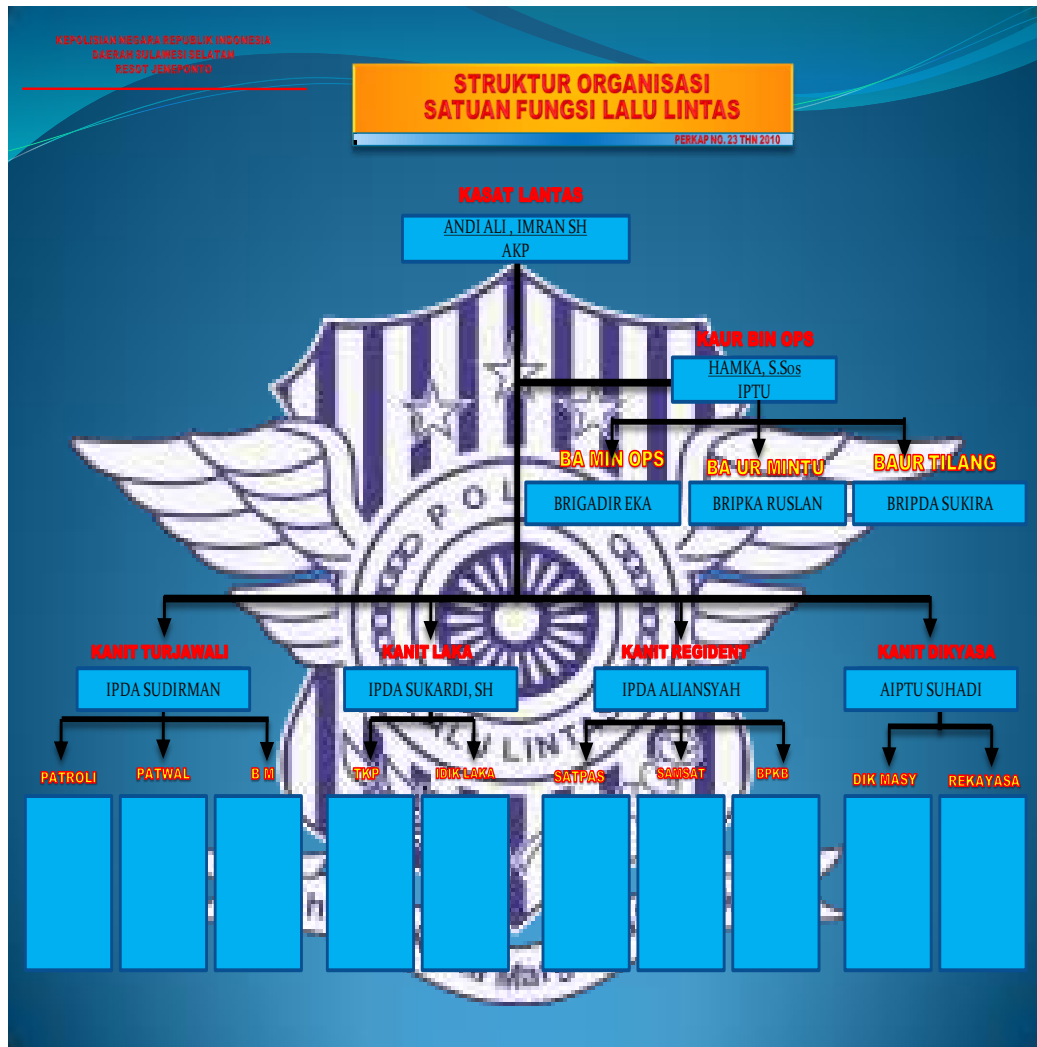 KEPOLISIAN NEGARA REPUBLIK INDONESIA
DAERAH SULAWESI SELATAN
RESOT JENEPONTO
STRUKTUR ORGANISASI
SATUAN FUNGSI LALU LINTAS
PERKAP NO. 23 THN 2010
KASAT LANTAS
ANDI ALI , IMRAN SH
AKP
KAUR BIN OPS
HAMKA, S.Sos
IPTU
BA MIN OPS
BA UR MINTU
BAUR TILANG
BRIGADIR EKA
BRIPKA RUSLAN
BRIPDA SUKIRA
POL
KANIT TURJAWALI
KANIT LAKA
KANIT REGIDENT
KANIT DIKYASA
IPDA SUDIRMAN
IPDA SUKARDI, SH
IPDA ALIANSYAH
AIPTU SUHADI
LALU LINT
PATROLI
PATWAL
B M
TKP
IDIK LAKA
SATPAS
SAMSAT
BPKB
DIK MASY
REKAYASA